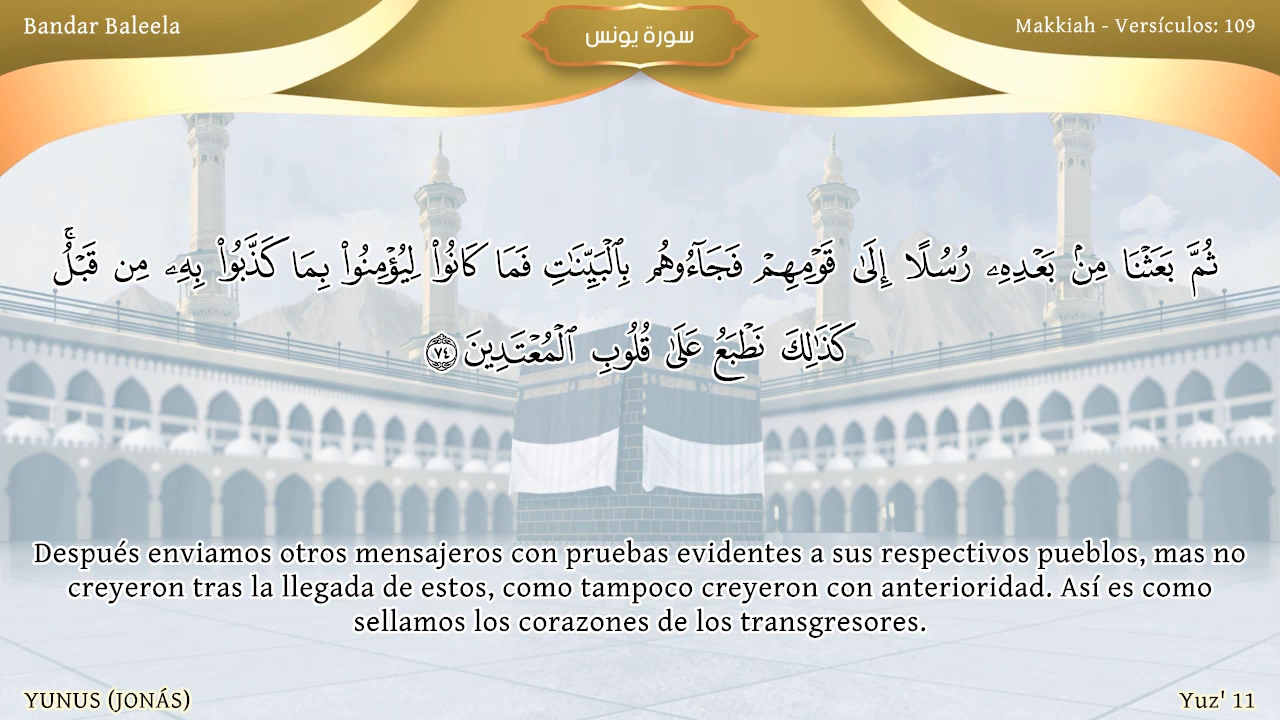 Bandar Baleela
سورة يونس
Makkiah - Versículos: 109
ثُمَّ بَعَثْنَا مِنۢ بَعْدِهِۦ رُسُلًا إِلَىٰ قَوْمِهِمْ فَجَآءُوهُم بِٱلْبَيِّنَٰتِ فَمَا كَانُوا۟ لِيُؤْمِنُوا۟ بِمَا كَذَّبُوا۟ بِهِۦ مِن قَبْلُ ۚ
كَذَٰلِكَ نَطْبَعُ عَلَىٰ قُلُوبِ ٱلْمُعْتَدِينَ ٧٤
Después enviamos otros mensajeros con pruebas evidentes a sus respectivos pueblos, mas no
creyeron tras la llegada de estos, como tampoco creyeron con anterioridad. Así es como
sellamos los corazones de los transgresores.
YUNUS (JONÁS)
Yuz' 11